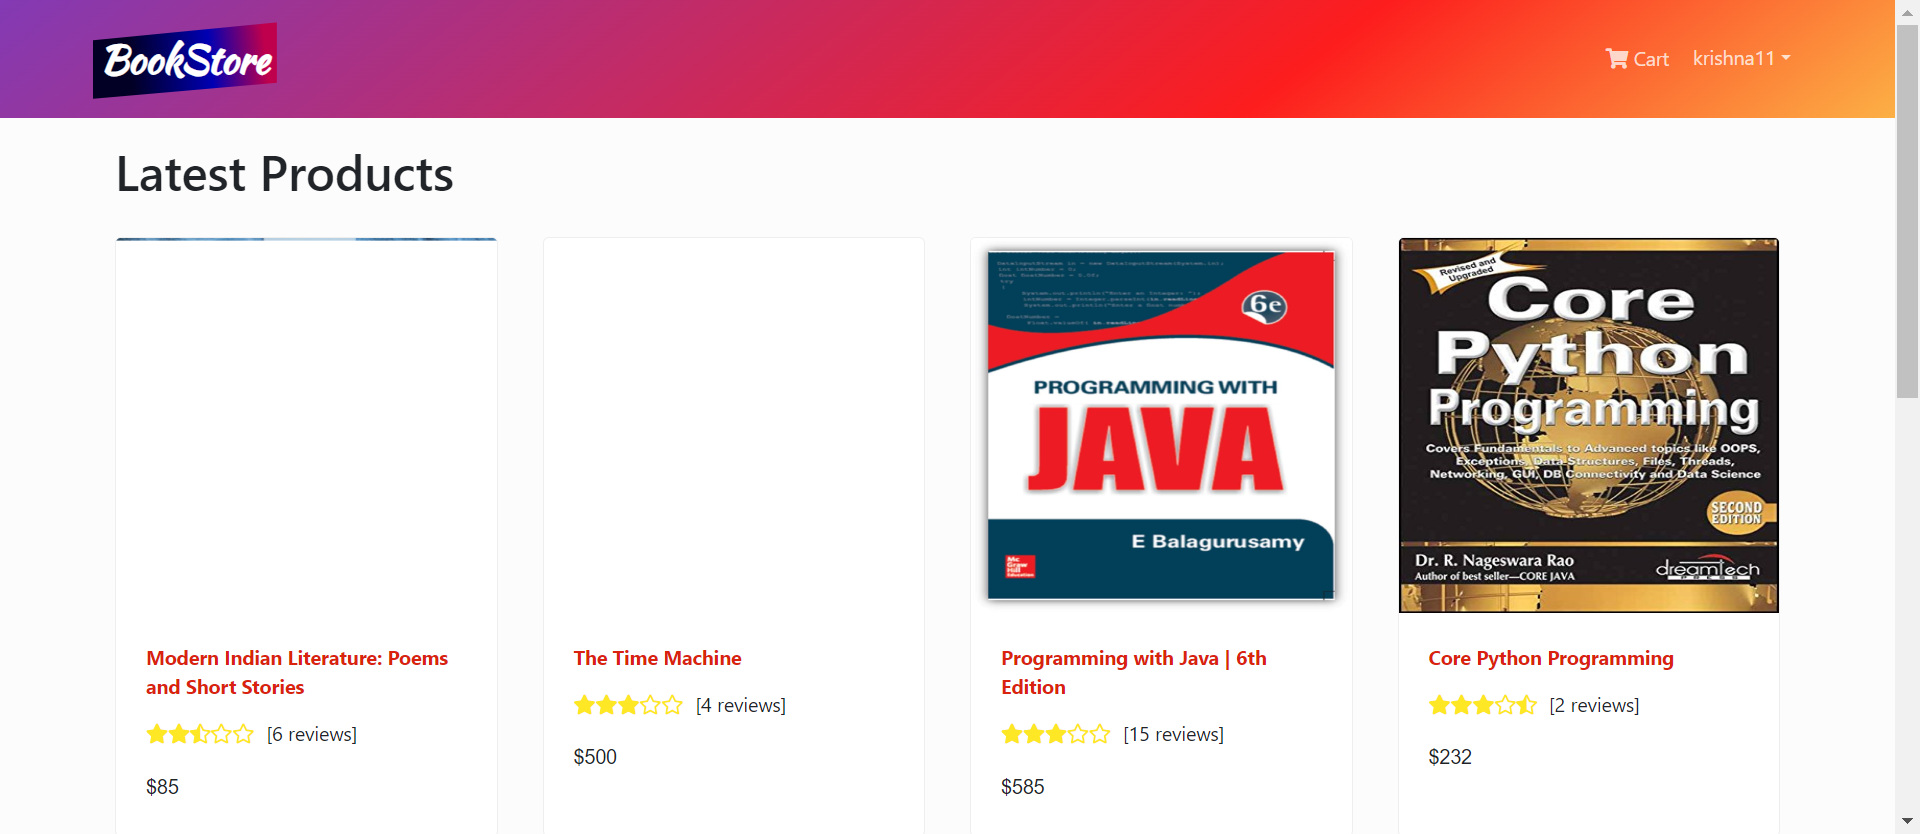 BookStore
Cart
krishna11
Latest Products
6e
PROGRAMMING WITH
JAVA
E Balagurusamy
Mc
Graw
Hill
Education
Revised and
Upgraded
Core
Python
Programming
Covers Fundamentals to Advanced topics like OOPS,
Exceptions, Data Structures, Files, Threads,
Networking, GUI, DB Connectivity and Data Science
SECOND
EDITION
Dr. R. Nageswara Rao
Author of best seller—CORE JAVA
dreamtech
PRESS
Modern Indian Literature: Poems
and Short Stories
[6 reviews]
$85
The Time Machine
[4 reviews]
$500
Programming with Java | 6th
Edition
[15 reviews]
$585
Core Python Programming
[2 reviews]
$232